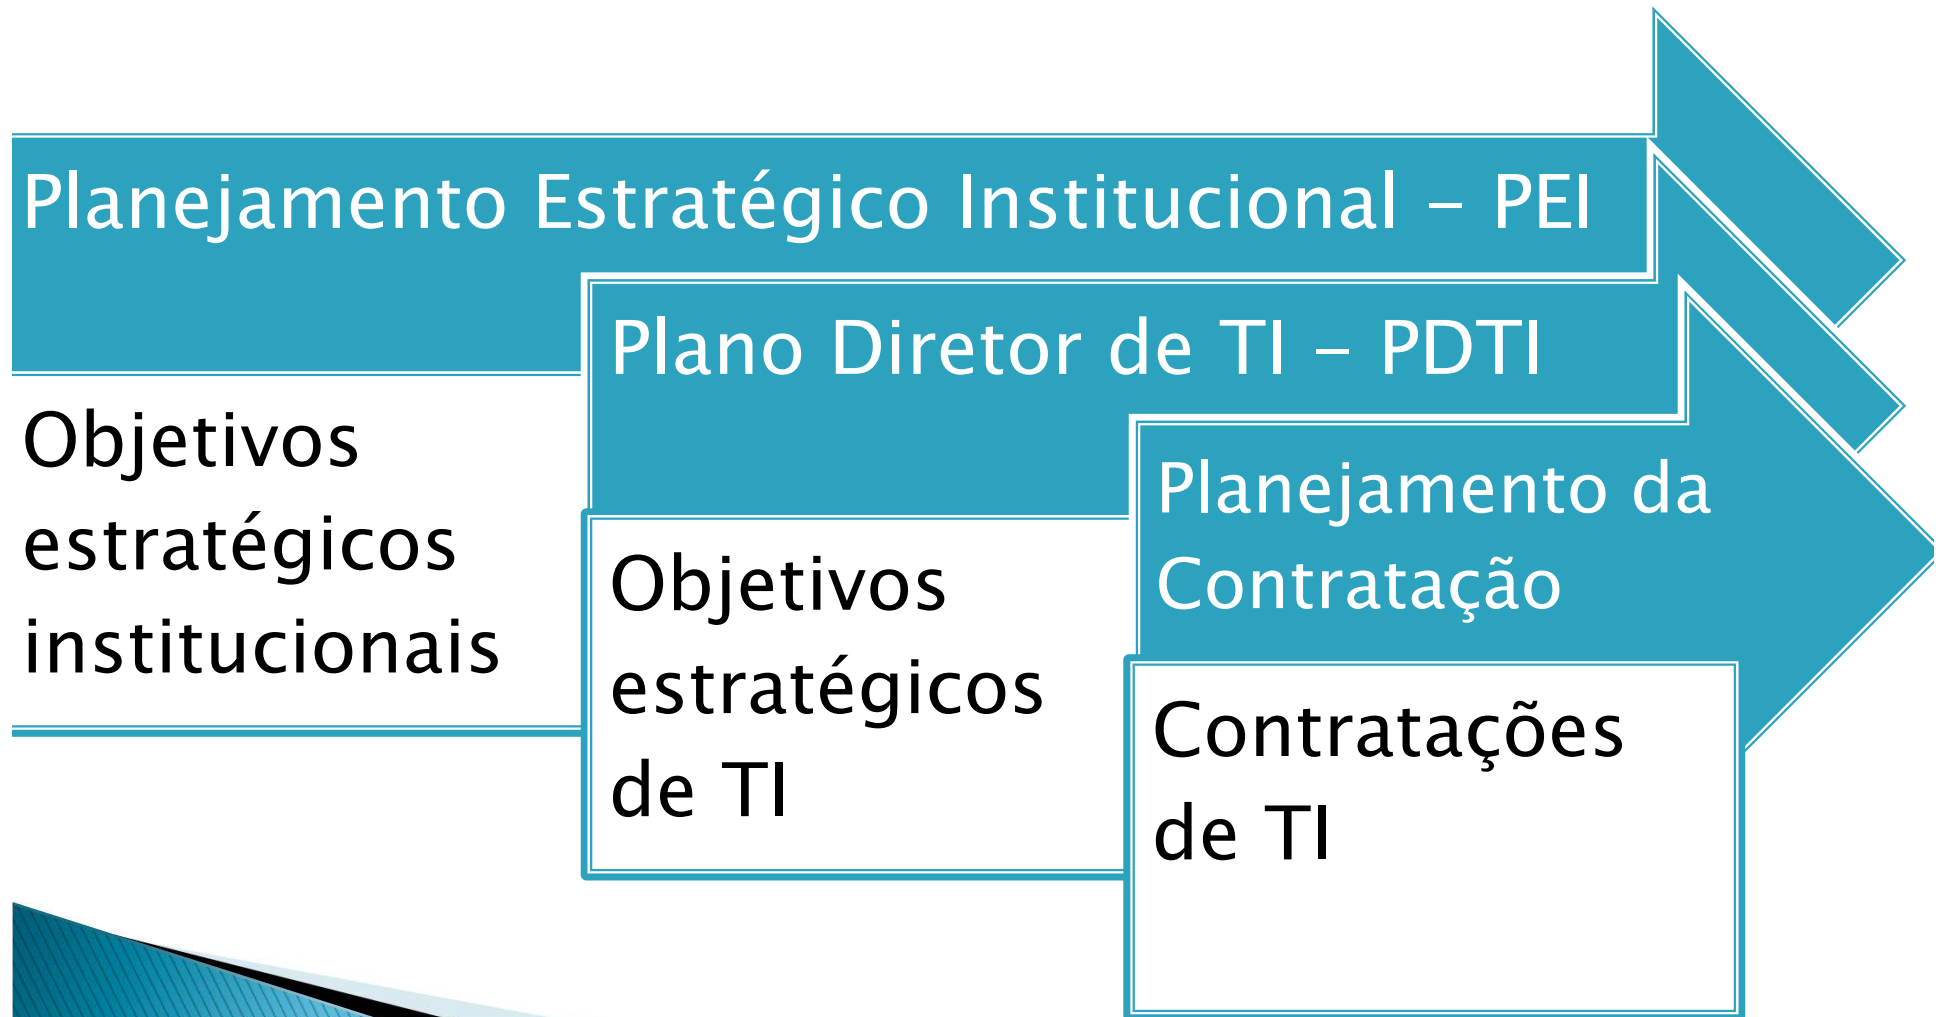 Planejamento Estratégico Institucional – PEI
Objetivos
estratégicos
institucionais
Plano Diretor de TI – PDTI
Objetivos
estratégicos
de TI
Planejamento da
Contratação
Contratações
de TI